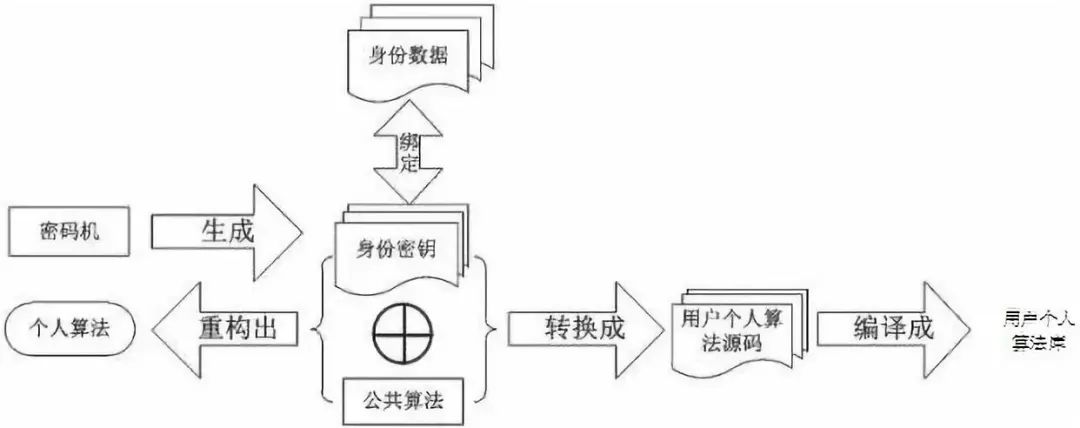 身份数据
绑
定
密码机
生成
身份密钥
个人算法
重构出
转换成
用户个人算
法源码
编译成
用户个人
算法库
公共算法